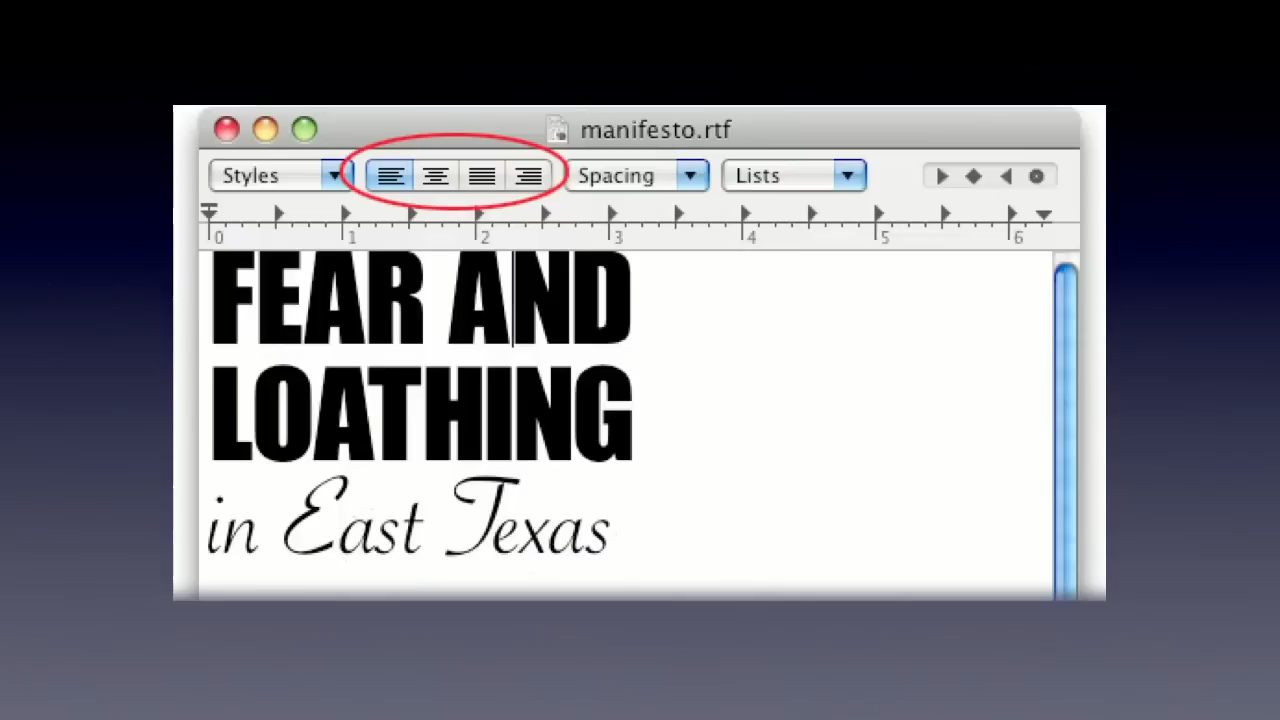 manifesto.rtf
Styles Spacing Lists
0 1 2 3 4 5 6
FEAR AND
LOATHING
in East Texas